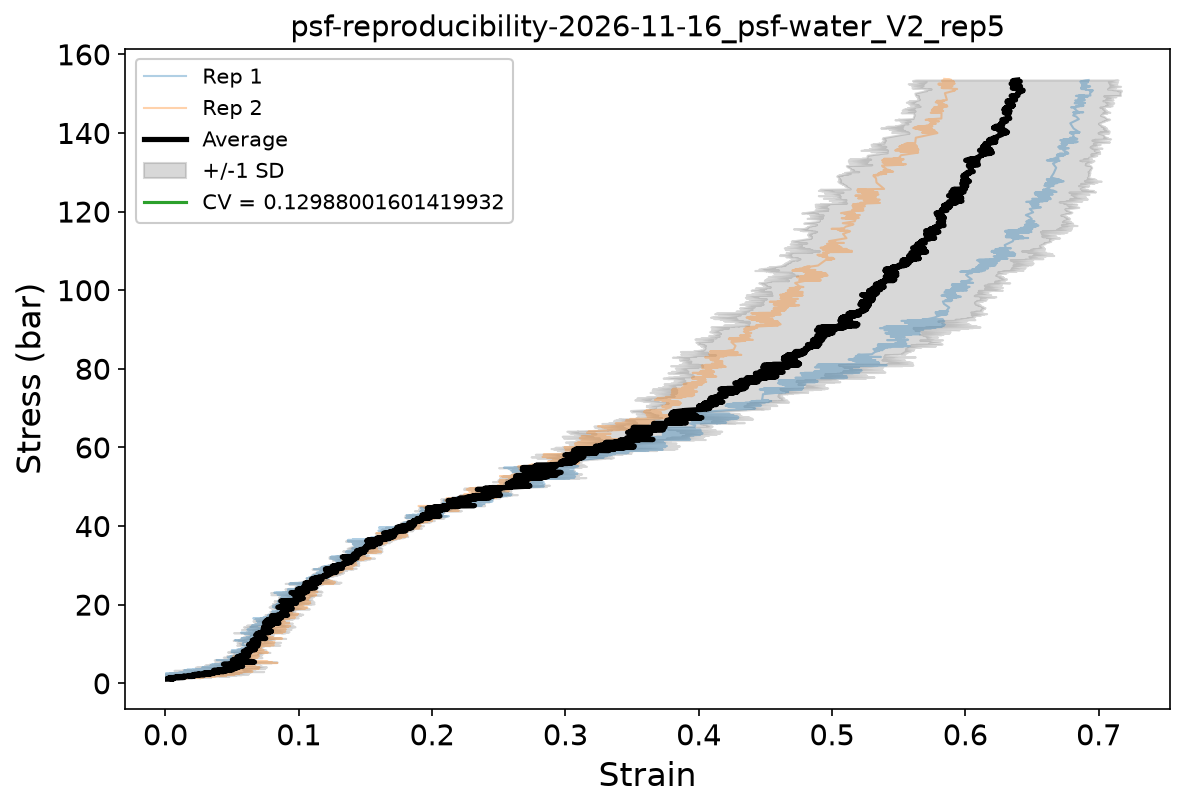 psf-reproducibility-2026-11-16_psf-water_V2_rep5
160
140
120
100
80
60
40
20
0
Stress (bar)
Rep 1
Rep 2
Average
+/-1 SD
CV = 0.12988001601419932
0.0 0.1 0.2 0.3 0.4 0.5 0.6 0.7
Strain